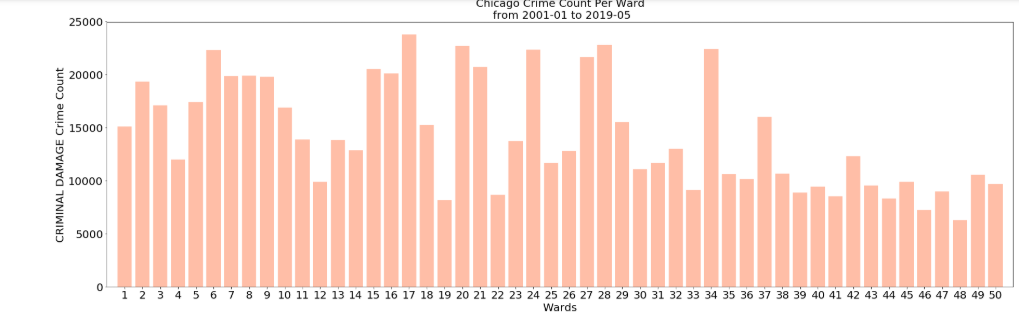 Chicago Crime Count Per Ward
from 2001-01 to 2019-05
CRIMINAL DAMAGE Crime Count
25000
20000
15000
10000
5000
0
1 2 3 4 5 6 7 8 9 10 11 12 13 14 15 16 17 18 19 20 21 22 23 24 25 26 27 28 29 30 31 32 33 34 35 36 37 38 39 40 41 42 43 44 45 46 47 48 49 50
Wards